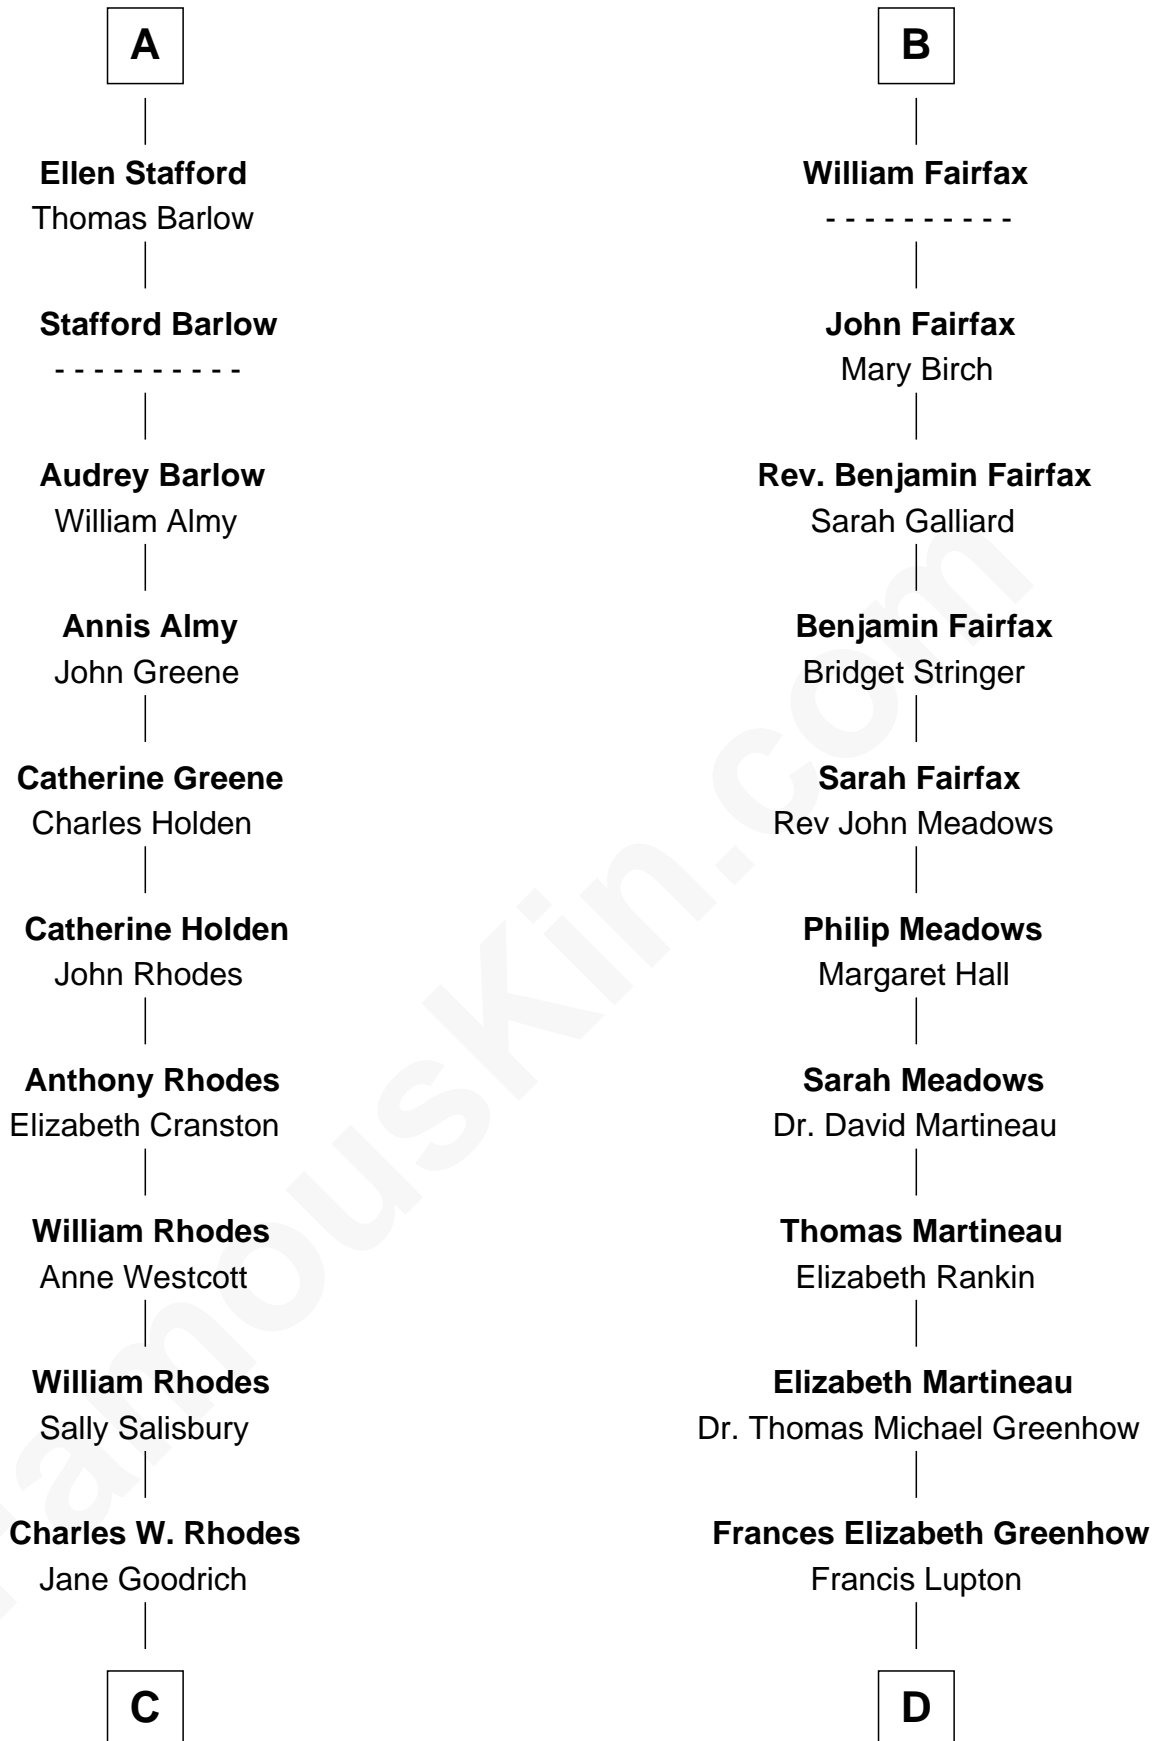 A
Ellen Stafford
Thomas Barlow
Stafford Barlow
- - - - - - - - - -
Audrey Barlow
William Almy
Annis Almy
John Greene
Catherine Greene
Charles Holden
Catherine Holden
John Rhodes
Anthony Rhodes
Elizabeth Cranston
William Rhodes
Anne Westcott
William Rhodes
Sally Salisbury
Charles W. Rhodes
Jane Goodrich
C
B
William Fairfax
- - - - - - - - - -
John Fairfax
Mary Birch
Rev. Benjamin Fairfax
Sarah Galliard
Benjamin Fairfax
Bridget Stringer
Sarah Fairfax
Rev John Meadows
Philip Meadows
Margaret Hall
Sarah Meadows
Dr. David Martineau
Thomas Martineau
Elizabeth Rankin
Elizabeth Martineau
Dr. Thomas Michael Greenhow
Frances Elizabeth Greenhow
Francis Lupton
D
FamousKin.com